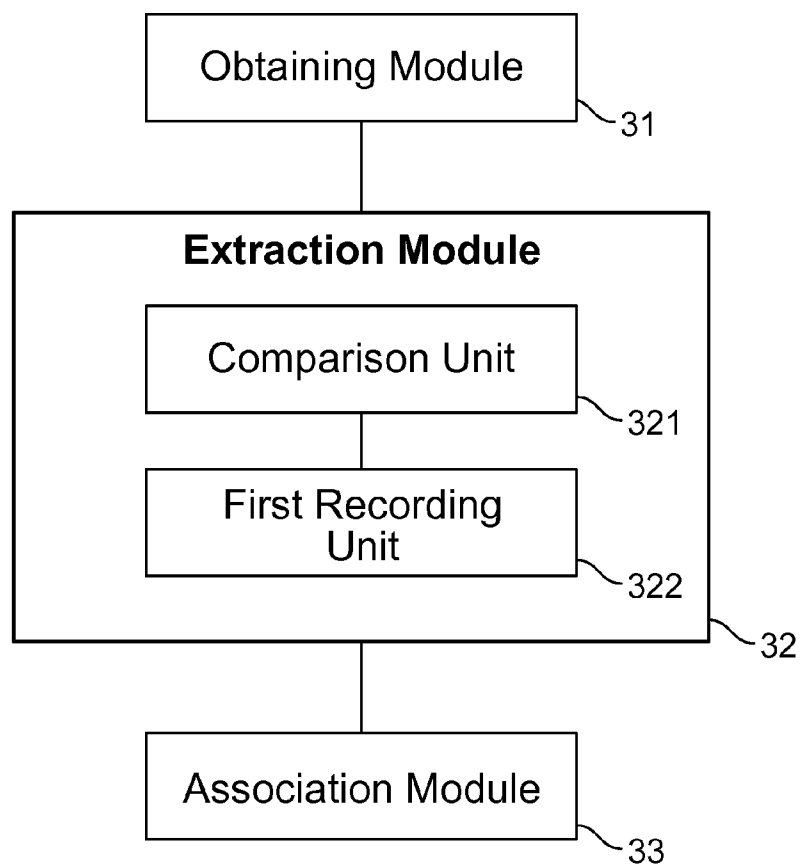 Obtaining Module
31
Extraction Module
Comparison Unit
321
First Recording
Unit
322
32
Association Module
33